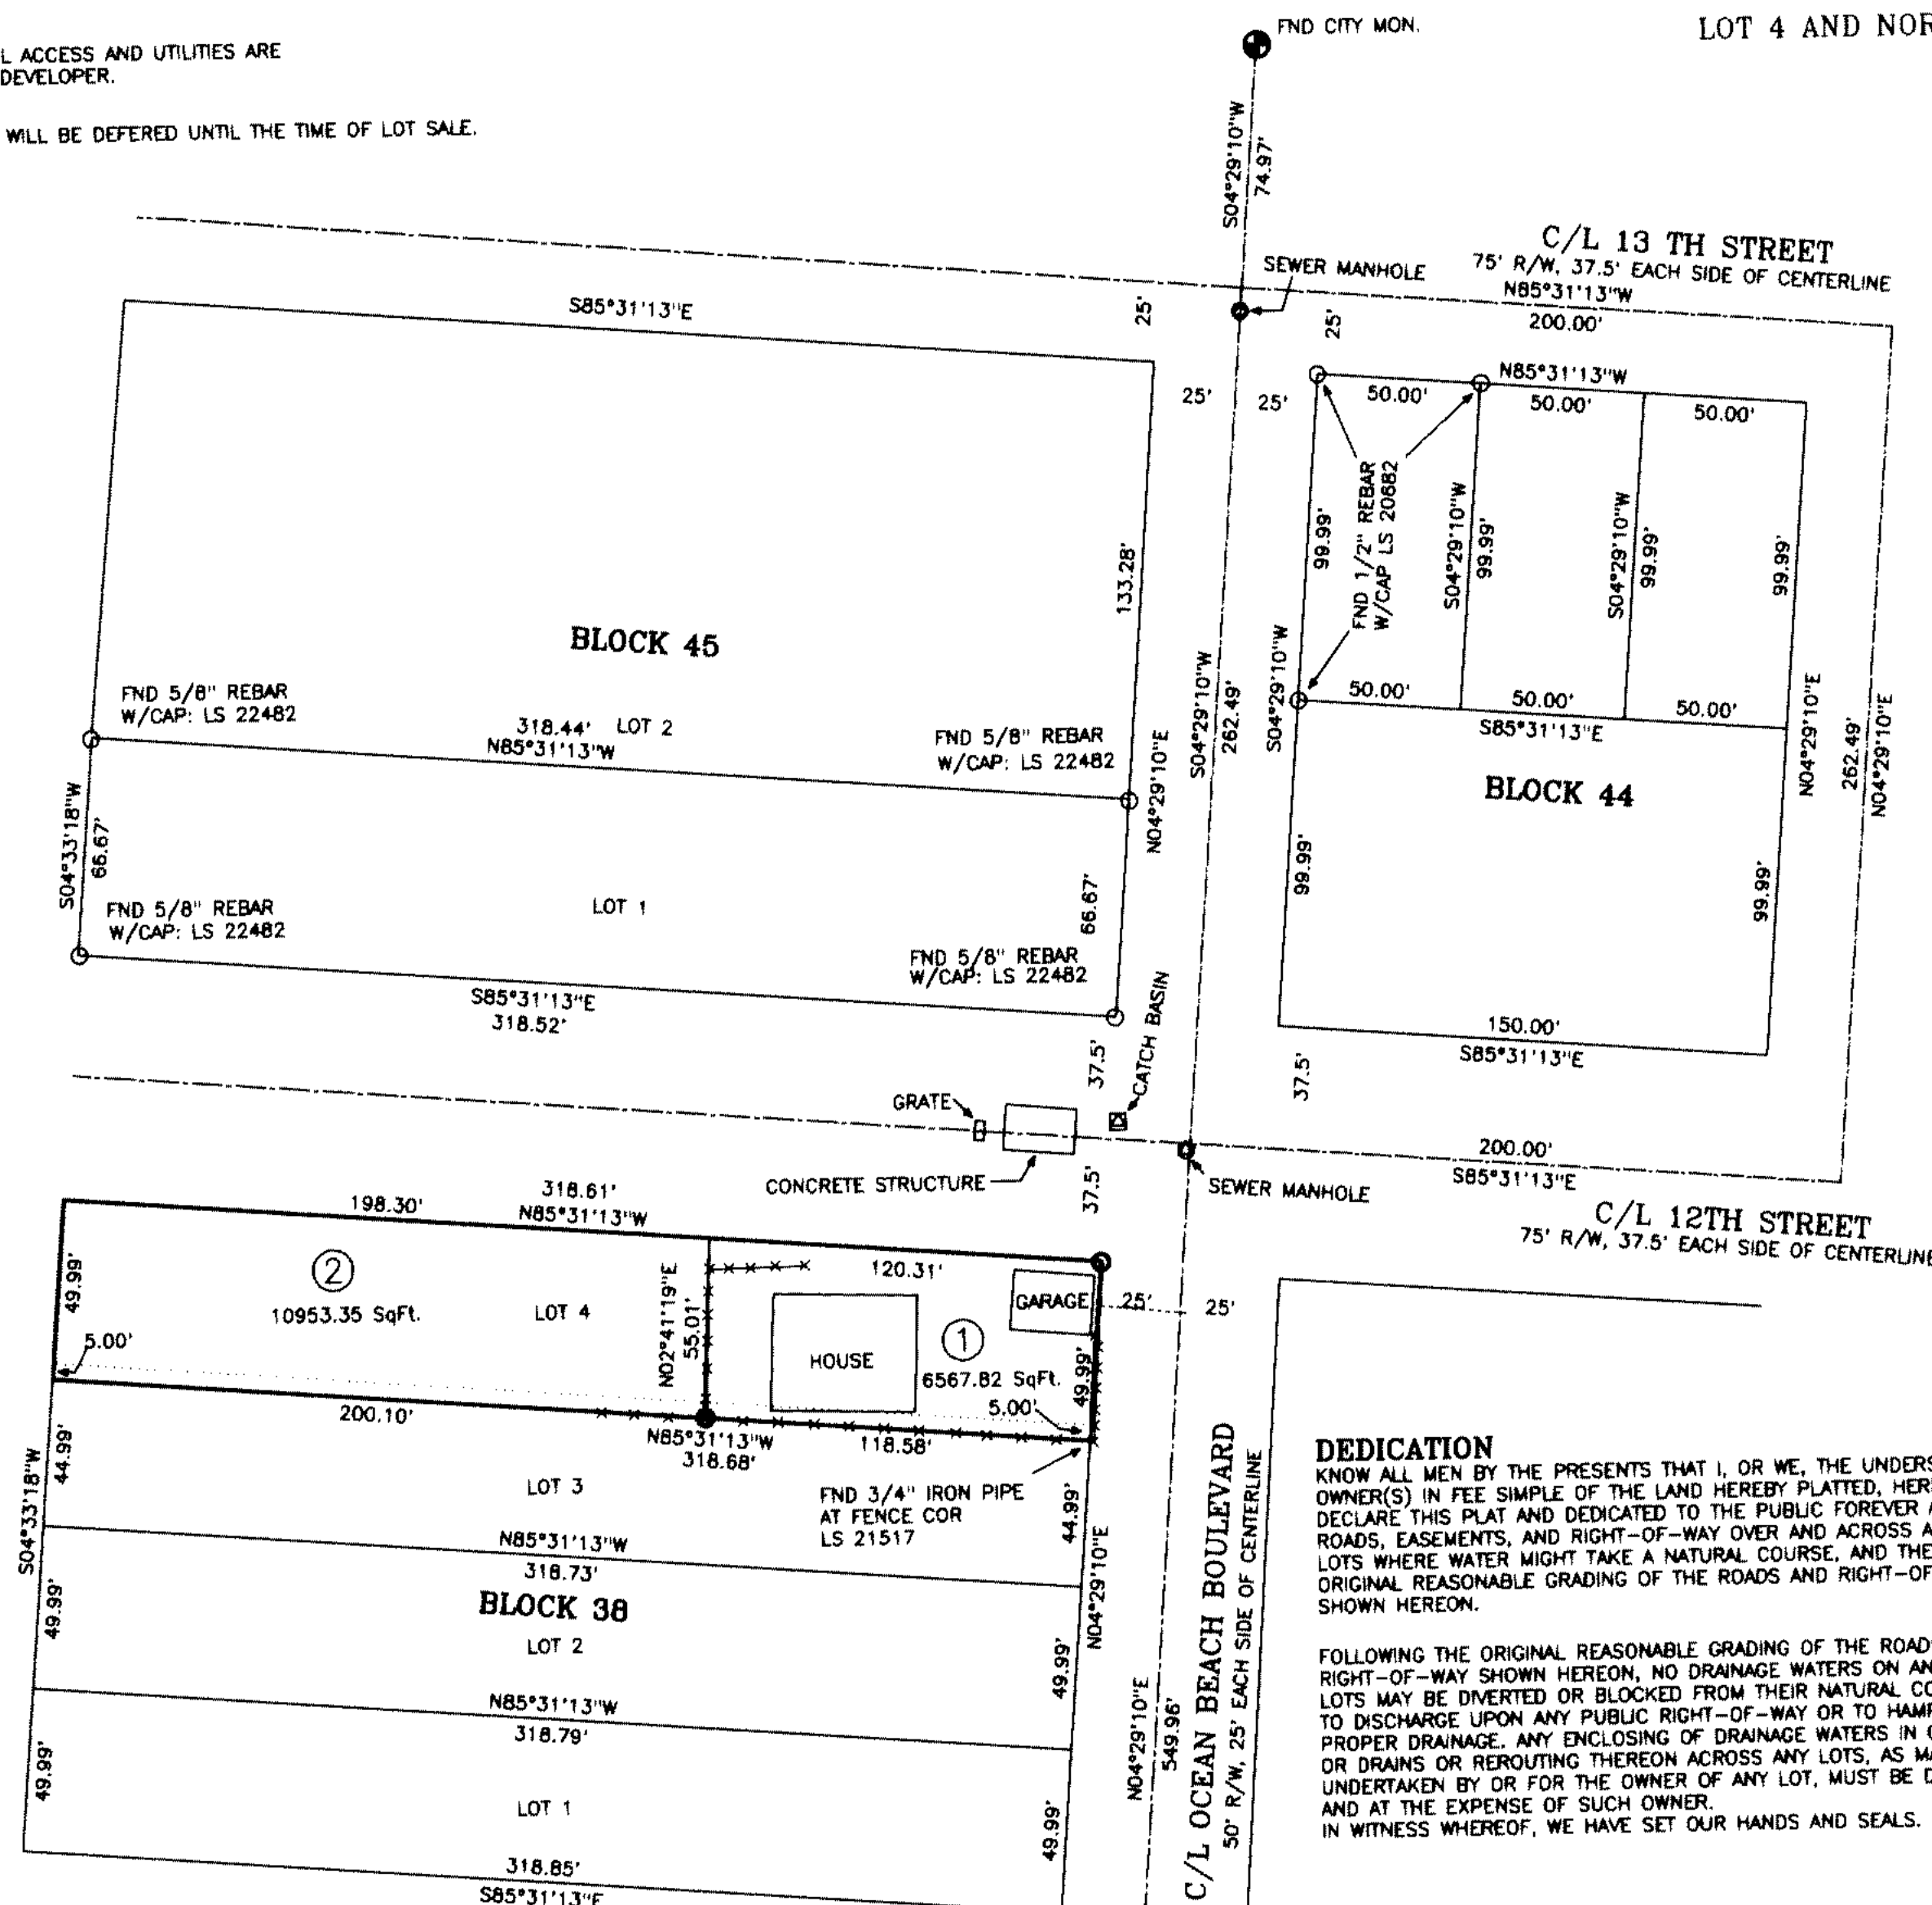 L ACCESS AND UTILITIES ARE
DEVELOPER.
WILL BE DEFERED UNTIL THE TIME OF LOT SALE.
FND CITY MON.
LOT 4 AND NOR
S04°29'10"W
74.97'
C/L 13 TH STREET
75' R/W, 37.5' EACH SIDE OF CENTERLINE
N85°31'13"W
200.00'
SEWER MANHOLE
S85°31'13"E
25'
25'
25'
25'
N85°31'13"W
50.00'
50.00'
50.00'
99.99'
FND 1/2" REBAR
W/CAP LS 20682
S04°29'10"W
99.99'
S04°29'10"W
99.99'
99.99'
133.28'
BLOCK 45
FND 5/8" REBAR
W/CAP: LS 22482
318.44' LOT 2
N85°31'13"W
FND 5/8" REBAR
W/CAP: LS 22482
N04°29'10"E
S04°29'10"W
262.49'
S04°29'10"W
50.00'
50.00'
50.00'
S85°31'13"E
BLOCK 44
N04°29'10"E
262.49'
N04°29'10"E
S04°33'18"W
66.67'
FND 5/8" REBAR
W/CAP: LS 22482
LOT 1
66.67'
FND 5/8" REBAR
W/CAP: LS 22482
99.99'
99.99'
S85°31'13"E
318.52'
37.5'
CATCH BASIN
150.00'
S85°31'13"E
37.5'
GRATE
CONCRETE STRUCTURE
37.5'
SEWER MANHOLE
200.00'
S85°31'13"E
C/L 12TH STREET
75' R/W, 37.5' EACH SIDE OF CENTERLINE
198.30'
318.61'
N85°31'13"W
120.31'
49.99'
2
10953.35 SqFt.
LOT 4
5.00'
N02°41'19"E
55.01'
HOUSE
GARAGE
1
6567.82 SqFt.
49.99'
5.00'
25'
25'
200.10'
N85°31'13"W
318.68'
118.58'
S04°33'18"W
44.99'
LOT 3
FND 3/4" IRON PIPE
AT FENCE COR
LS 21517
44.99'
N04°29'10"E
N85°31'13"W
318.73'
BLOCK 38
LOT 2
49.99'
49.99'
N85°31'13"W
318.79'
49.99'
LOT 1
49.99'
318.85'
S85°31'13"E
N04°29'10"E
549.96'
C/L OCEAN BEACH BOULEVARD
50' R/W, 25' EACH SIDE OF CENTERLINE
DEDICATION
KNOW ALL MEN BY THE PRESENTS THAT I, OR WE, THE UNDERS
OWNER(S) IN FEE SIMPLE OF THE LAND HEREBY PLATTED, HER
DECLARE THIS PLAT AND DEDICATED TO THE PUBLIC FOREVER A
ROADS, EASEMENTS, AND RIGHT-OF-WAY OVER AND ACROSS A
LOTS WHERE WATER MIGHT TAKE A NATURAL COURSE, AND THE
ORIGINAL REASONABLE GRADING OF THE ROADS AND RIGHT-OF
SHOWN HEREON.
FOLLOWING THE ORIGINAL REASONABLE GRADING OF THE ROAD
RIGHT-OF-WAY SHOWN HEREON, NO DRAINAGE WATERS ON AN
LOTS MAY BE DIVERTED OR BLOCKED FROM THEIR NATURAL CO
TO DISCHARGE UPON ANY PUBLIC RIGHT-OF-WAY OR TO HAMP
PROPER DRAINAGE. ANY ENCLOSING OF DRAINAGE WATERS IN C
OR DRAINS OR REROUTING THEREON ACROSS ANY LOTS, AS MA
UNDERTAKEN BY OR FOR THE OWNER OF ANY LOT, MUST BE D
AND AT THE EXPENSE OF SUCH OWNER.
IN WITNESS WHEREOF, WE HAVE SET OUR HANDS AND SEALS.